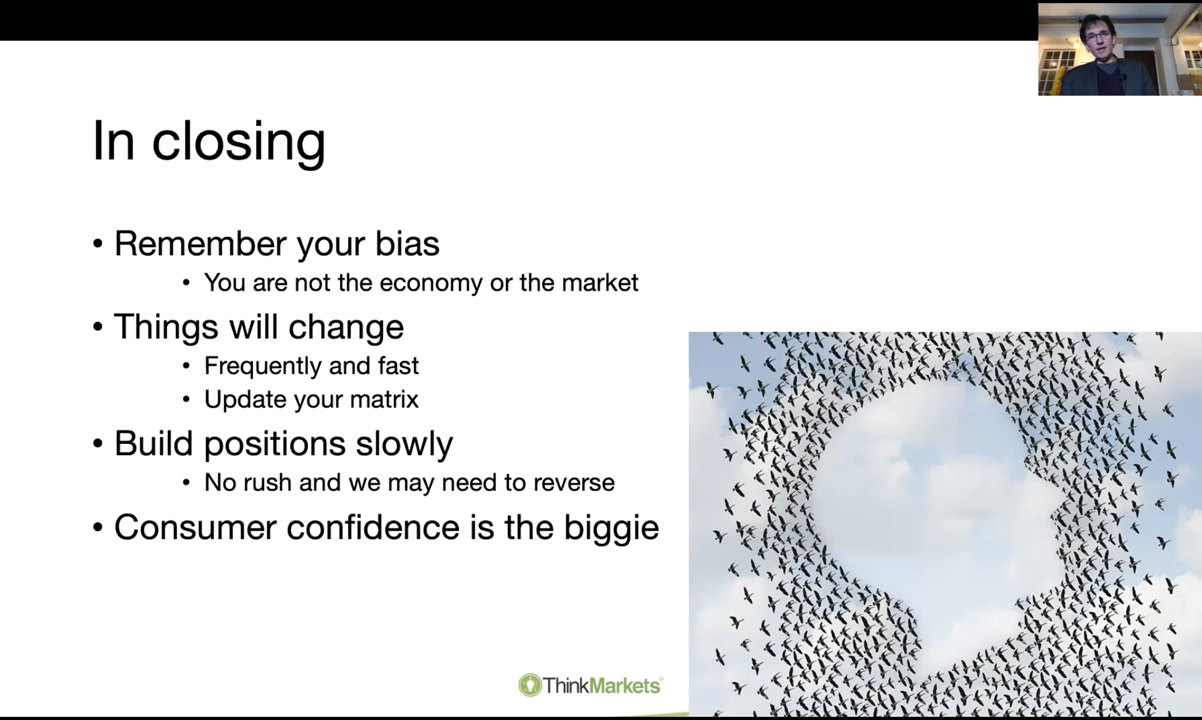 In closing
• Remember your bias
• You are not the economy or the market
• Things will change
• Frequently and fast
• Update your matrix
• Build positions slowly
• No rush and we may need to reverse
• Consumer confidence is the biggie
ThinkMarkets